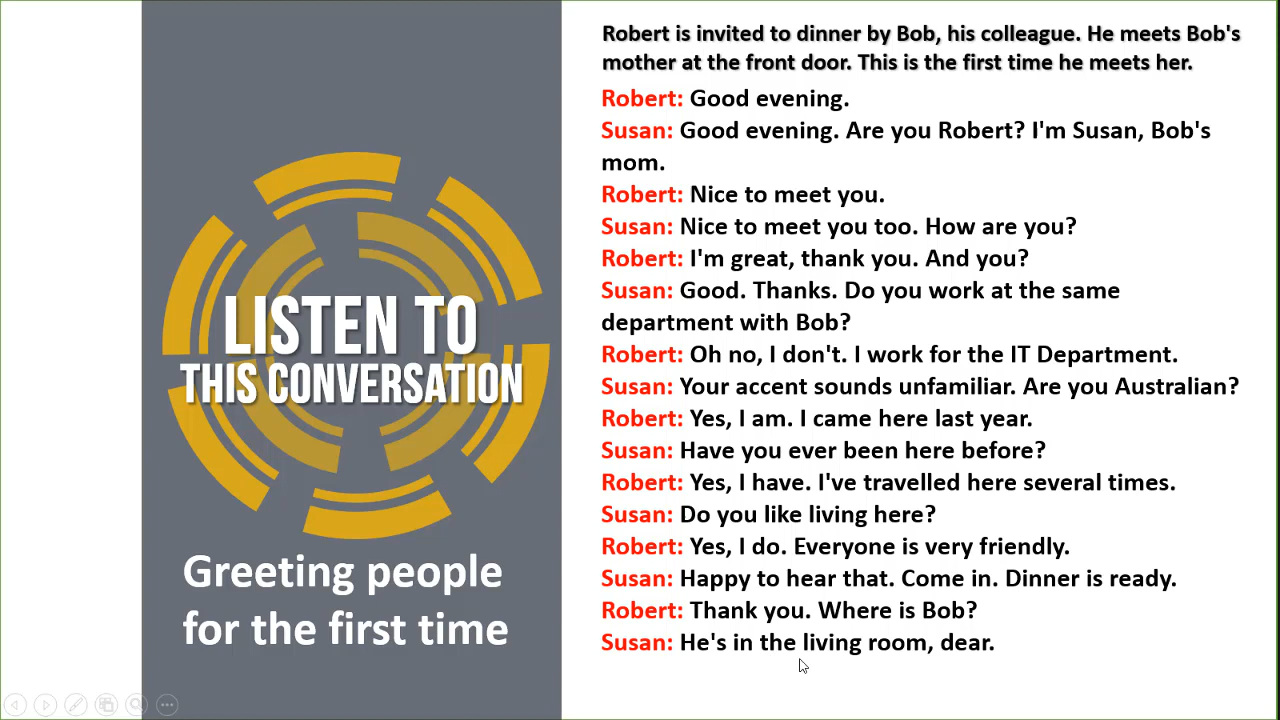 LISTEN TO
THIS CONVERSATION
Greeting people
for the first time
Robert is invited to dinner by Bob, his colleague. He meets Bob's
mother at the front door. This is the first time he meets her.
Robert: Good evening.
Susan: Good evening. Are you Robert? I'm Susan, Bob's
mom.
Robert: Nice to meet you.
Susan: Nice to meet you too. How are you?
Robert: I'm great, thank you. And you?
Susan: Good. Thanks. Do you work at the same
department with Bob?
Robert: Oh no, I don't. I work for the IT Department.
Susan: Your accent sounds unfamiliar. Are you Australian?
Robert: Yes, I am. I came here last year.
Susan: Have you ever been here before?
Robert: Yes, I have. I've travelled here several times.
Susan: Do you like living here?
Robert: Yes, I do. Everyone is very friendly.
Susan: Happy to hear that. Come in. Dinner is ready.
Robert: Thank you. Where is Bob?
Susan: He's in the living room, dear.